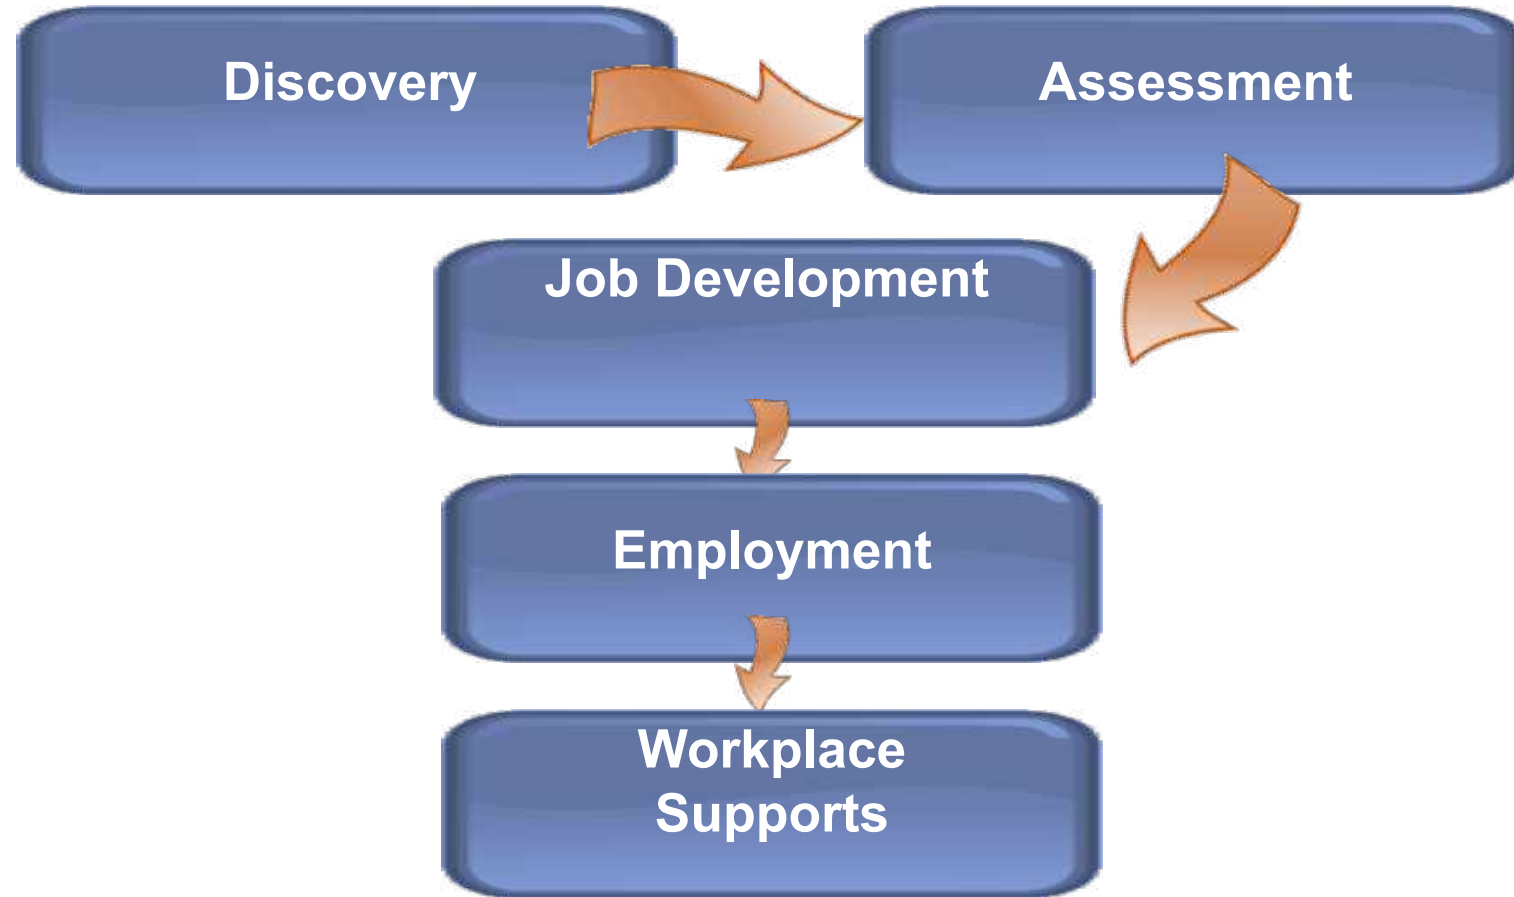 Discovery
Assessment
Job Development
Employment
Workplace
Supports